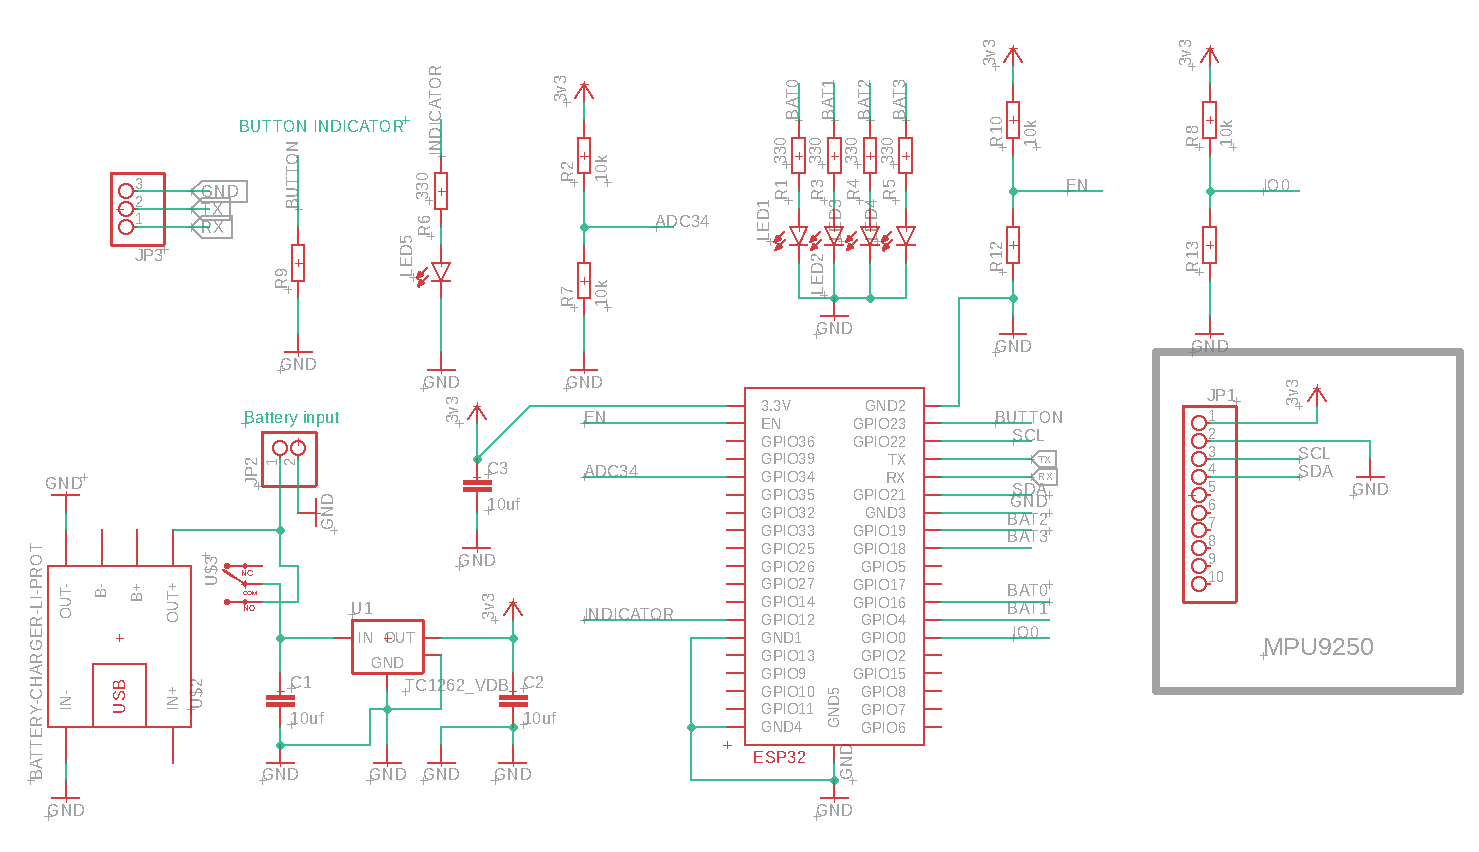 BUTTON INDICATOR
JP3
3
2
1
GND
TX
RX
BUTTON
R9
GND
INDICATOR
330
R6
LED5
GND
3v3
R2
10k
ADC34
R7
10k
GND
BAT0
BAT1
BAT2
BAT3
330
330
330
330
R1
R3
R4
R5
LED1
LED2
LED3
LED4
GND
3v3
R10
10k
EN
R12
GND
3v3
R8
10k
IO0
R13
GND
Battery input
JP2
1
2
GND
GND
BATTERY-CHARGER-LI-PROT
OUT-
B-
B+
OUT+
IN-
USB
IN+
U$2
GND
U$3
NC
COM
NO
U1
IN
OUT
GND
TC1262_VDB
3v3
C1
10uf
C2
10uf
GND
GND
GND
GND
3v3
C3
10uf
GND
EN
ADC34
INDICATOR
3.3V
EN
GPIO36
GPIO39
GPIO34
GPIO35
GPIO32
GPIO33
GPIO25
GPIO26
GPIO27
GPIO14
GPIO12
GND1
GPIO13
GPIO9
GPIO10
GPIO11
GND4
GND5
GND2
GPIO23
GPIO22
TX
RX
GPIO21
GND3
GPIO19
GPIO18
GPIO5
GPIO17
GPIO16
GPIO4
GPIO0
GPIO2
GPIO15
GPIO8
GPIO7
GPIO6
ESP32
GND
GND
BUTTON
SCL
TX
RX
SDA
GND
BAT2
BAT3
BAT0
BAT1
IO0
JP1
1
2
3
4
5
6
7
8
9
10
3v3
SCL
SDA
GND
MPU9250